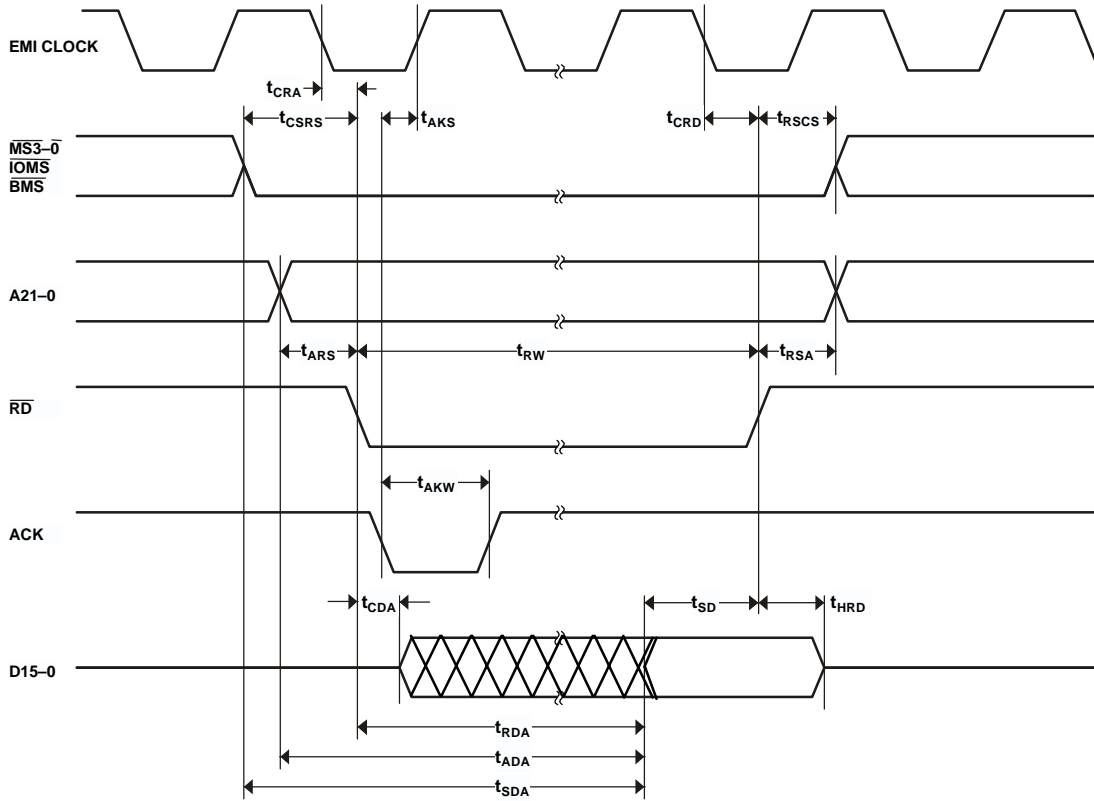 EMI CLOCK
tCRA
tCSRS
tAKS
tCRD
tRSCS
MS3–0
IOMS
BMS
A21–0
tARS
tRW
tRSA
RD
tAKW
ACK
tCDA
tSD
tHRD
D15–0
tRDA
tADA
tSDA